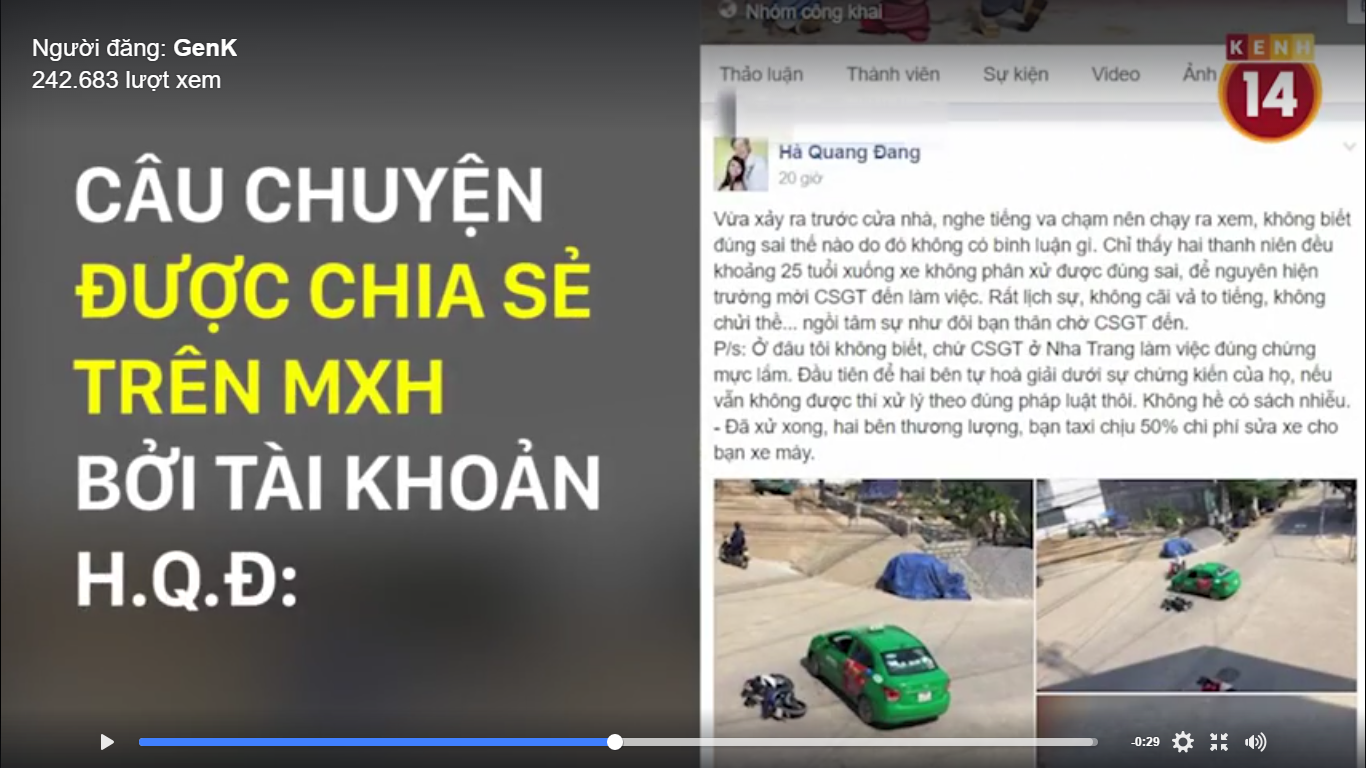 Người đăng: GenK
242.683 lượt xem
CÂU CHUYỆN
ĐƯỢC CHIA SẺ
TRÊN MXH
BỞI TÀI KHOẢN
H.Q.Đ:
Nhóm công khai
Thảo luận Thành viên Sự kiện Video Ảnh
KENH
14
Hà Quang Đang
20 giờ
Vừa xảy ra trước cửa nhà, nghe tiếng va chạm nên chạy ra xem, không biết
đúng sai thế nào do đó không có bình luận gì. Chỉ thấy hai thanh niên đều
khoảng 25 tuổi xuống xe không phân xử được đúng sai, để nguyên hiện
trường mời CSGT đến làm việc. Rất lịch sự, không cãi vả to tiếng, không
chửi thề... ngồi tâm sự như đôi bạn thân chờ CSGT đến.
P/s: Ở đâu tôi không biết, chứ CSGT ở Nha Trang làm việc đúng chừng
mực lắm. Đầu tiên để hai bên tự hoà giải dưới sự chứng kiến của họ, nếu
vẫn không được thì xử lý theo đúng pháp luật thôi. Không hề có sách nhiễu.
- Đã xử xong, hai bên thương lượng, bạn taxi chịu 50% chi phí sửa xe cho
bạn xe máy.
-0:29